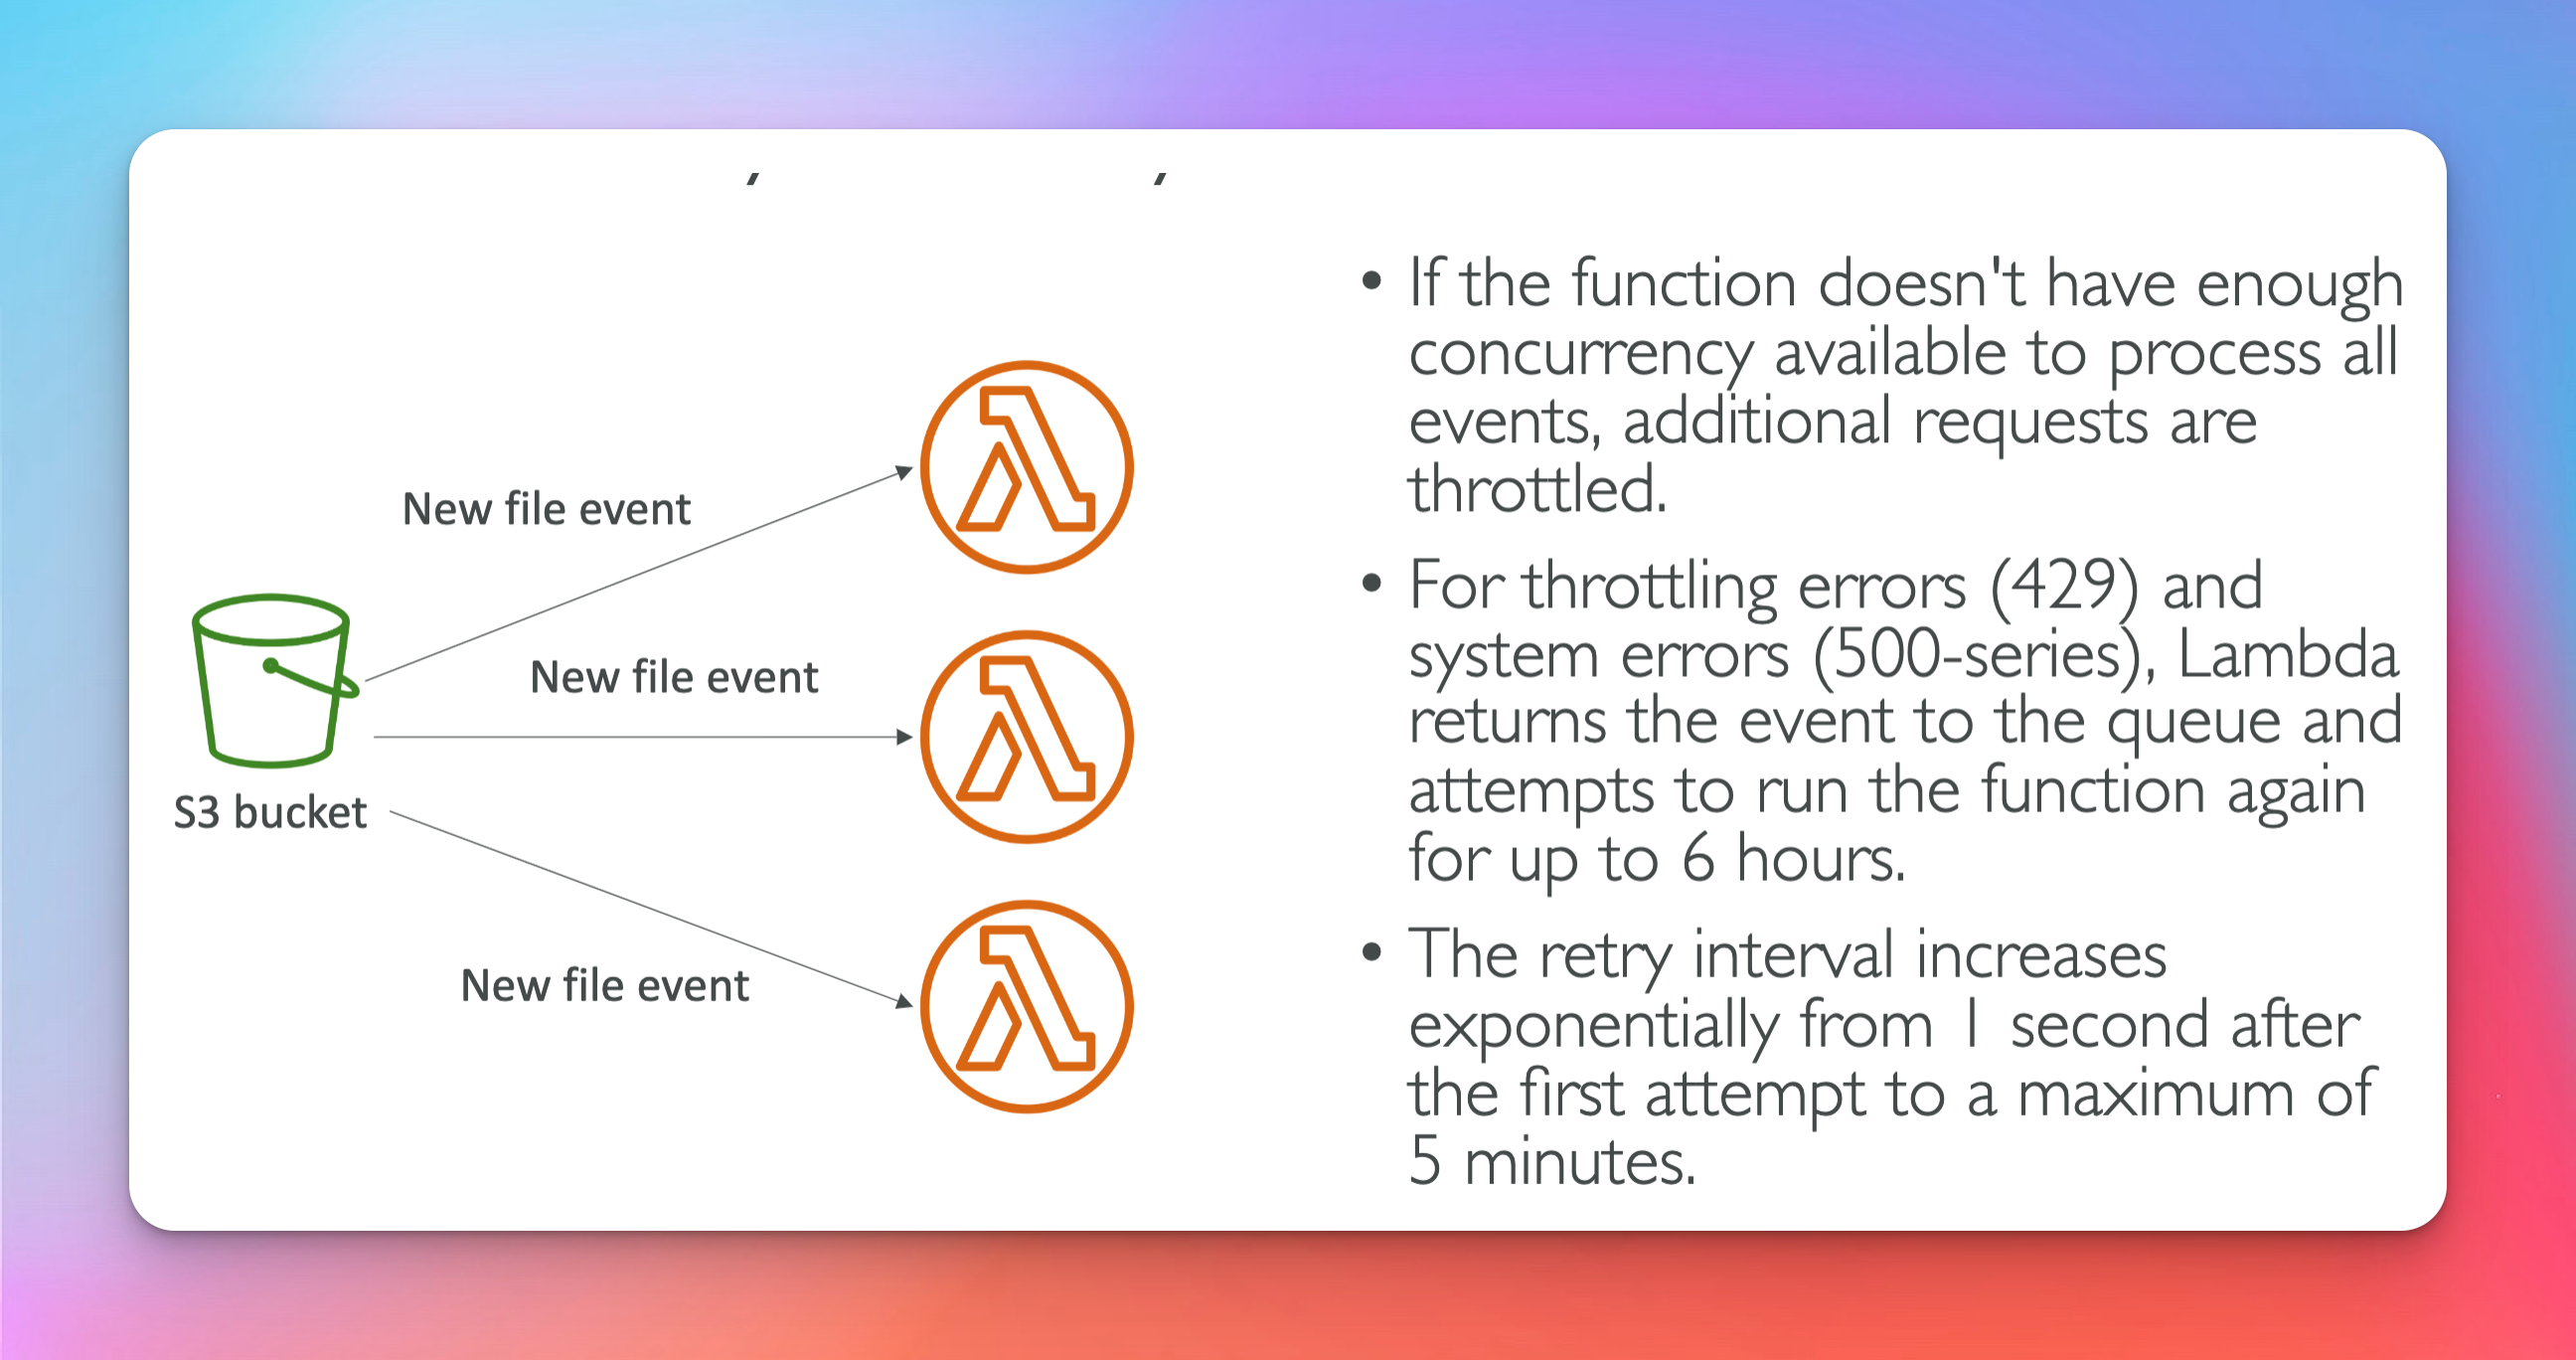 New file event
New file event
S3 bucket
New file event
• If the function doesn't have enough
concurrency available to process all
events, additional requests are
throttled.
• For throttling errors (429) and
system errors (500-series), Lambda
returns the event to the queue and
attempts to run the function again
for up to 6 hours.
• The retry interval increases
exponentially from 1 second after
the first attempt to a maximum of
5 minutes.